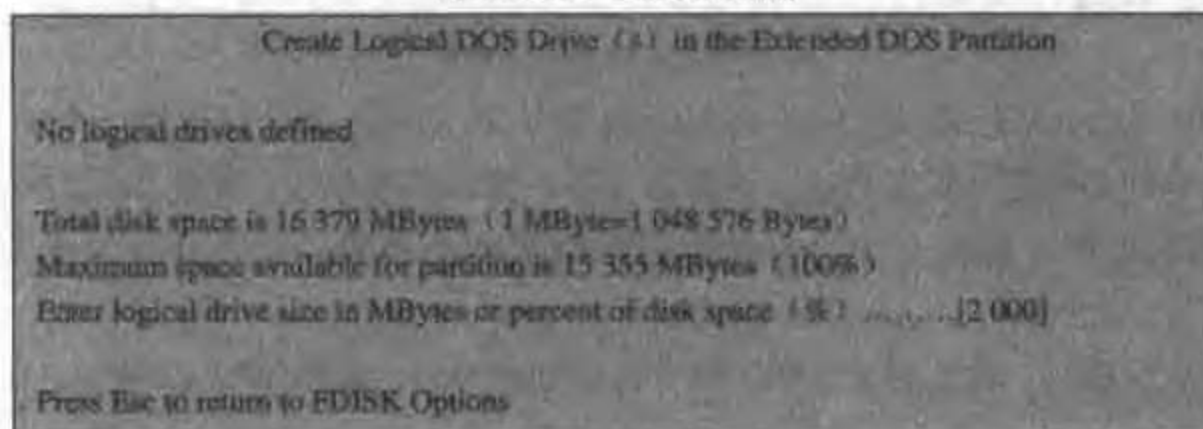 Create Logical DOS Drive (s) in the Extended DOS Partition
No logical drives defined
Total disk space is 16 379 MBytes (1 MByte=1 048 576 Bytes)
Maximum space available for partition is 15 355 MBytes (100%)
Enter logical drive size in MBytes or percent of disk space (%) ........[2 000]
Press Esc to return to FDISK Options